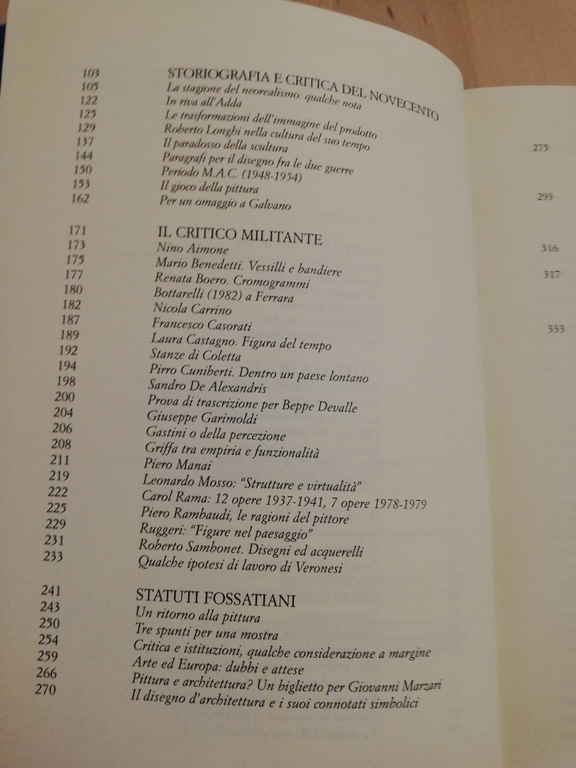 103 STORIOGRAFIA E CRITICA DEL NOVECENTO
105 La stagione del neorealismo: qualche nota
122 In riva all'Adda
125 Le trasformazioni dell'immagine del prodotto
129 Roberto Longhi nella cultura del suo tempo
137 Il paradosso della scultura
144 Paragrafi per il disegno fra le due guerre
150 Periodo M.A.C. (1948-1954)
153 Il gioco della pittura
162 Per un omaggio a Galvano
171 IL CRITICO MILITANTE
173 Nino Aimone
175 Mario Benedetti. Vessilli e bandiere
177 Renata Boero. Cromogrammi
180 Bottarelli (1982) a Ferrara
182 Nicola Carrino
187 Francesco Casorati
189 Laura Castagno. Figura del tempo
192 Stanze di Coletta
194 Pirro Cuniberti. Dentro un paese lontano
198 Sandro De Alexandris
200 Prova di trascrizione per Beppe Devalle
204 Giuseppe Garimoldi
206 Gastini o della percezione
208 Griffa tra empiria e funzionalità
211 Piero Manai
219 Leonardo Mosso: "Strutture e virtualità"
222 Carol Rama: 12 opere 1937-1941, 7 opere 1978-1979
225 Piero Rambaudi, le ragioni del pittore
229 Ruggeri: "Figure nel paesaggio"
231 Roberto Sambonet. Disegni ed acquerelli
233 Qualche ipotesi di lavoro di Veronesi
241 STATUTI FOSSATIANI
243 Un ritorno alla pittura
250 Tre spunti per una mostra
254 Critica e istituzioni, qualche considerazione a margine
259 Arte ed Europa: dubbi e attese
266 Pittura e architettura? Un biglietto per Giovanni Marzari
270 Il disegno d'architettura e i suoi connotati simbolici
275
293
316
317
333